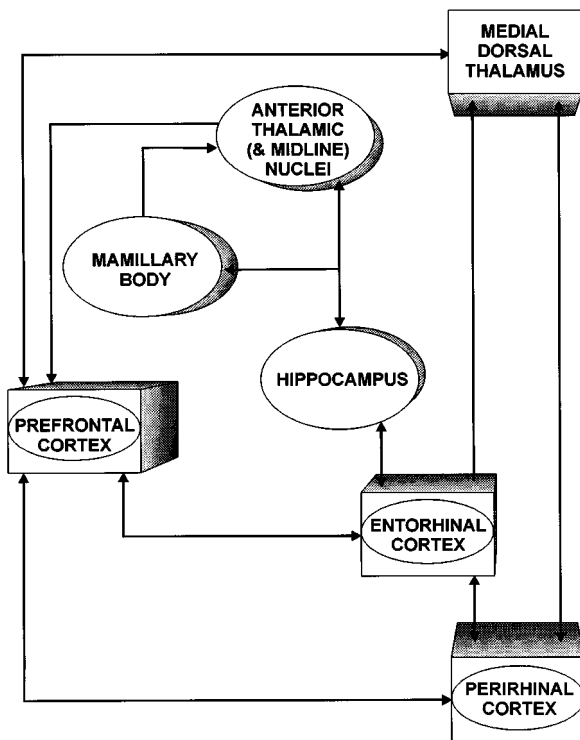 MEDIAL
DORSAL
THALAMUS
ANTERIOR
THALAMIC
(& MIDLINE)
NUCLEI
MAMILLARY
BODY
HIPPOCAMPUS
PREFRONTAL
CORTEX
ENTORHINAL
CORTEX
PERIRHINAL
CORTEX